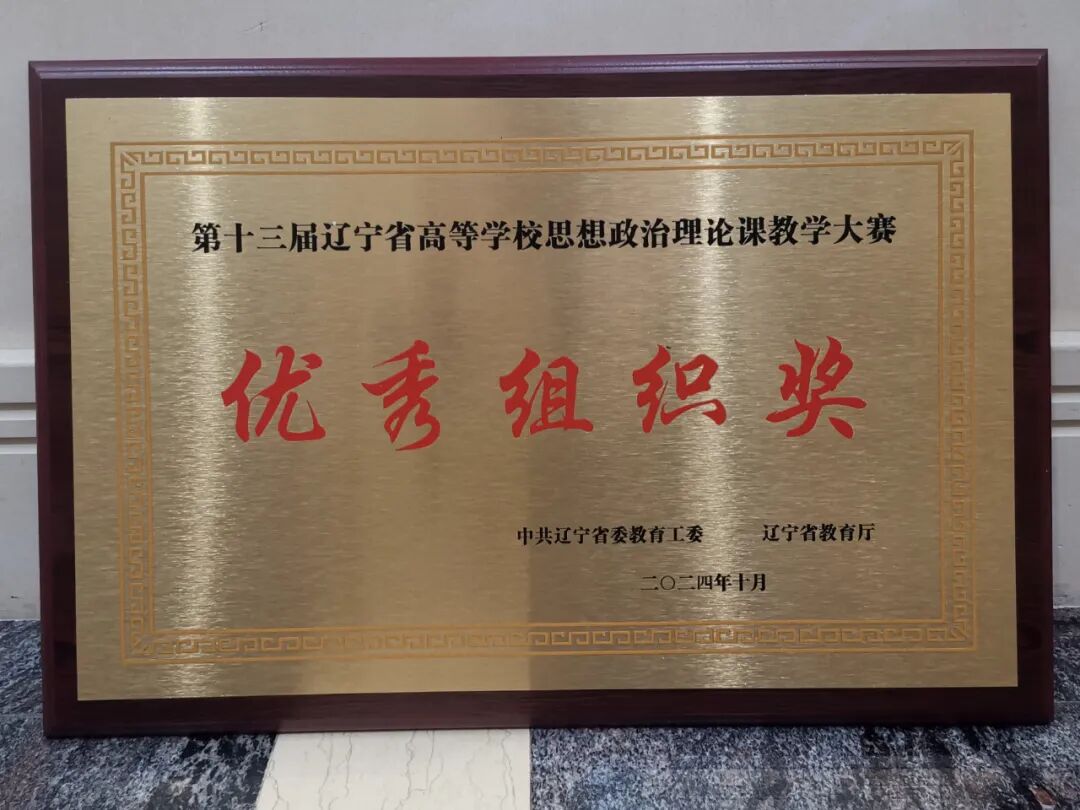 第十三届辽宁省高等学校思想政治理论课教学大赛
优秀组织奖
中共辽宁省委教育工委 辽宁省教育厅
二〇二四年十月